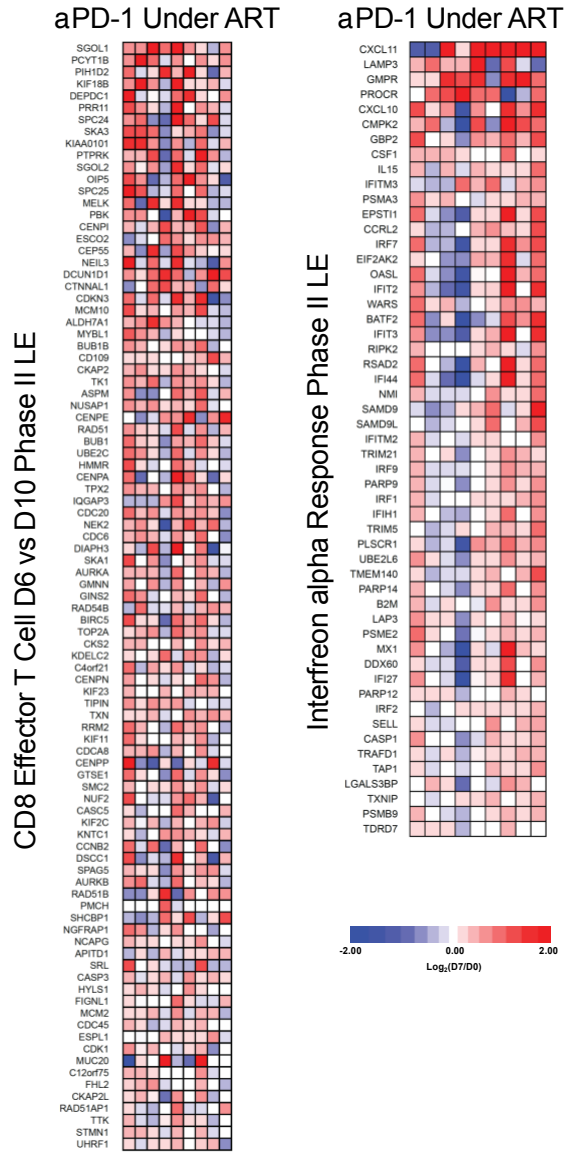 aPD-1 Under ART
CD8 Effector T Cell D6 vs D10 Phase II LE
SGOL1
PCYT1B
PIH1D2
KIF18B
DEPDC1
PRR11
SPC24
SKA3
KIAA0101
PTPRK
SGOL2
OIP5
SPC25
MELK
PBK
CENPI
ESCO2
CEP55
NEIL3
DCUN1D1
CTNNAL1
CDKN3
MCM10
ALDH7A1
MYBL1
BUB1B
CD109
CKAP2
TK1
ASPM
NUSAP1
CENPE
RAD51
BUB1
UBE2C
HMMR
CENPA
TPX2
IQGAP3
CDC20
NEK2
CDC6
DIAPH3
SKA1
AURKA
GMNN
GINS2
RAD54B
BIRC5
TOP2A
CKS2
KDELC2
C4orf21
CENPN
KIF23
TIPIN
TXN
RRM2
KIF11
CDCA8
CENPP
GTSE1
SMC2
NUF2
CASC5
KIF2C
KNTC1
CCNB2
DSCC1
SPAG5
AURKB
RAD51B
PMCH
SHCBP1
NGFRAP1
NCAPG
APITD1
SRL
CASP3
HYLS1
FIGNL1
MCM2
CDC45
ESPL1
CDK1
MUC20
C12orf75
FHL2
CKAP2L
RAD51AP1
TTK
STMN1
UHRF1
aPD-1 Under ART
Interfreon alpha Response Phase II LE
CXCL11
LAMP3
GMPR
PROCR
CXCL10
CMPK2
GBP2
CSF1
IL15
IFITM3
PSMA3
EPSTI1
CCRL2
IRF7
EIF2AK2
OASL
IFIT2
WARS
BATF2
IFIT3
RIPK2
RSAD2
IFI44
NMI
SAMD9
SAMD9L
IFITM2
TRIM21
IRF9
PARP9
IRF1
IFIH1
TRIM5
PLSCR1
UBE2L6
TMEM140
PARP14
B2M
LAP3
PSME2
MX1
DDX60
IFI27
PARP12
IRF2
SELL
CASP1
TRAFD1
TAP1
LGALS3BP
TXNIP
PSMB9
TDRD7
-2.00 0.00 2.00
Log2(D7/D0)